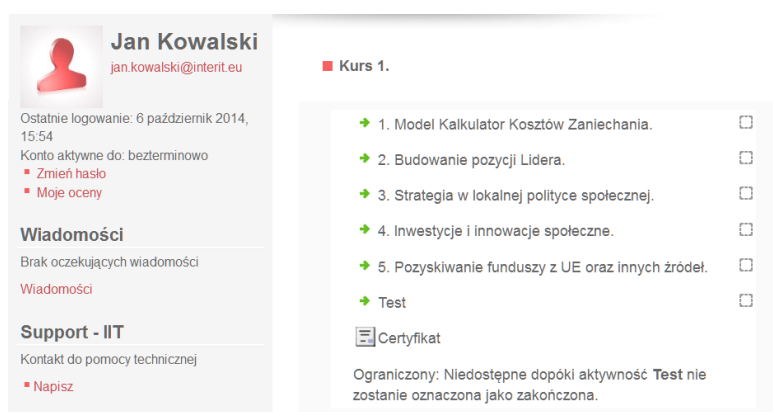 Jan Kowalski
jan.kowalski@interit.eu
Ostatnie logowanie: 6 październik 2014,
15:54
Konto aktywne do: bezterminowo
Zmień hasło
Moje oceny
Wiadomości
Brak oczekujących wiadomości
Wiadomości
Support - IIT
Kontakt do pomocy technicznej
Napisz
Kurs 1.
1. Model Kalkulator Kosztów Zaniechania.
2. Budowanie pozycji Lidera.
3. Strategia w lokalnej polityce społecznej.
4. Inwestycje i innowacje społeczne.
5. Pozyskiwanie funduszy z UE oraz innych źródeł.
Test
Certyfikat
Ograniczony: Niedostępne dopóki aktywność Test nie
zostanie oznaczona jako zakończona.